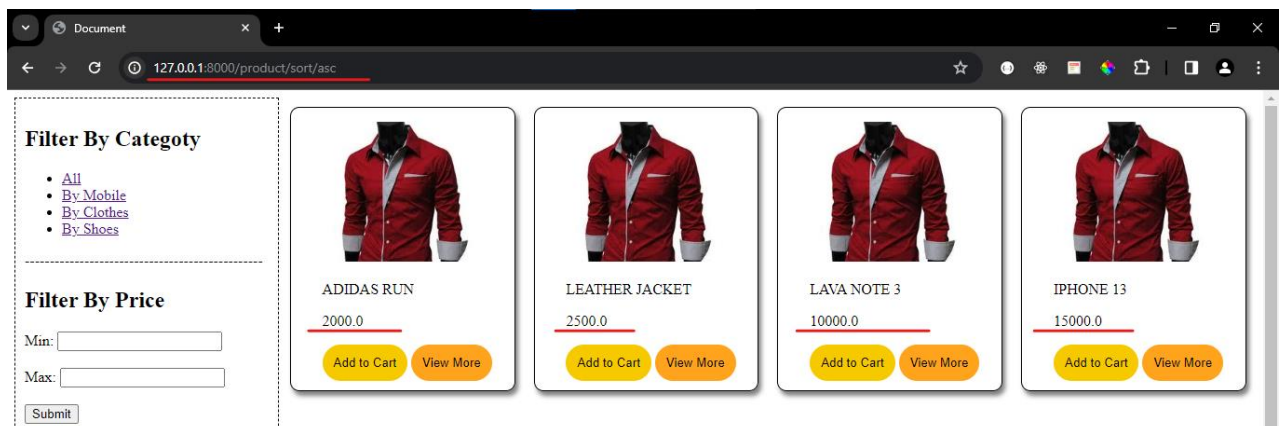 Document
127.0.0.1:8000/product/sort/asc
Filter By Categoty
All
By Mobile
By Clothes
By Shoes
Filter By Price
Min:
Max:
Submit
ADIDAS RUN
2000.0
Add to Cart View More
LEATHER JACKET
2500.0
Add to Cart View More
LAVA NOTE 3
10000.0
Add to Cart View More
IPHONE 13
15000.0
Add to Cart View More